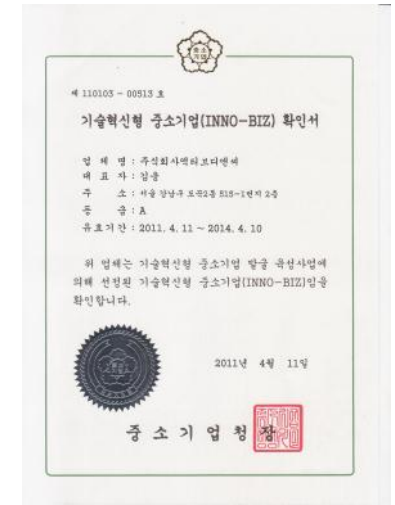 제 110103 - 00513 호
기술혁신형 중소기업(INNO-BIZ) 확인서
업 체 명 :
대 표 자 :
주 소 : 서울 강남구 도곡2동
등 급 : A
유효기간 : 2011. 4. 11 ~ 2014. 4. 10
위 업체는 기술혁신형 중소기업 발굴 육성사업에
의해 선정된 기술혁신형 중소기업(INNO-BIZ)임을
확인합니다.
2011년 4월 11일
중 소 기 업 청 장